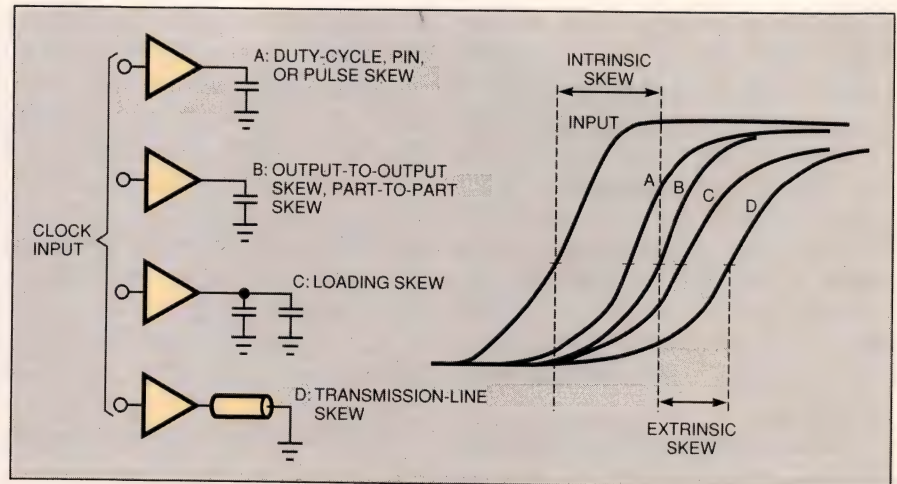 A: DUTY-CYCLE, PIN,
OR PULSE SKEW
B: OUTPUT-TO-OUTPUT
SKEW, PART-TO-PART
SKEW
CLOCK
INPUT
C: LOADING SKEW
D: TRANSMISSION-LINE
SKEW
INTRINSIC
SKEW
INPUT
A
B
C
D
EXTRINSIC
SKEW